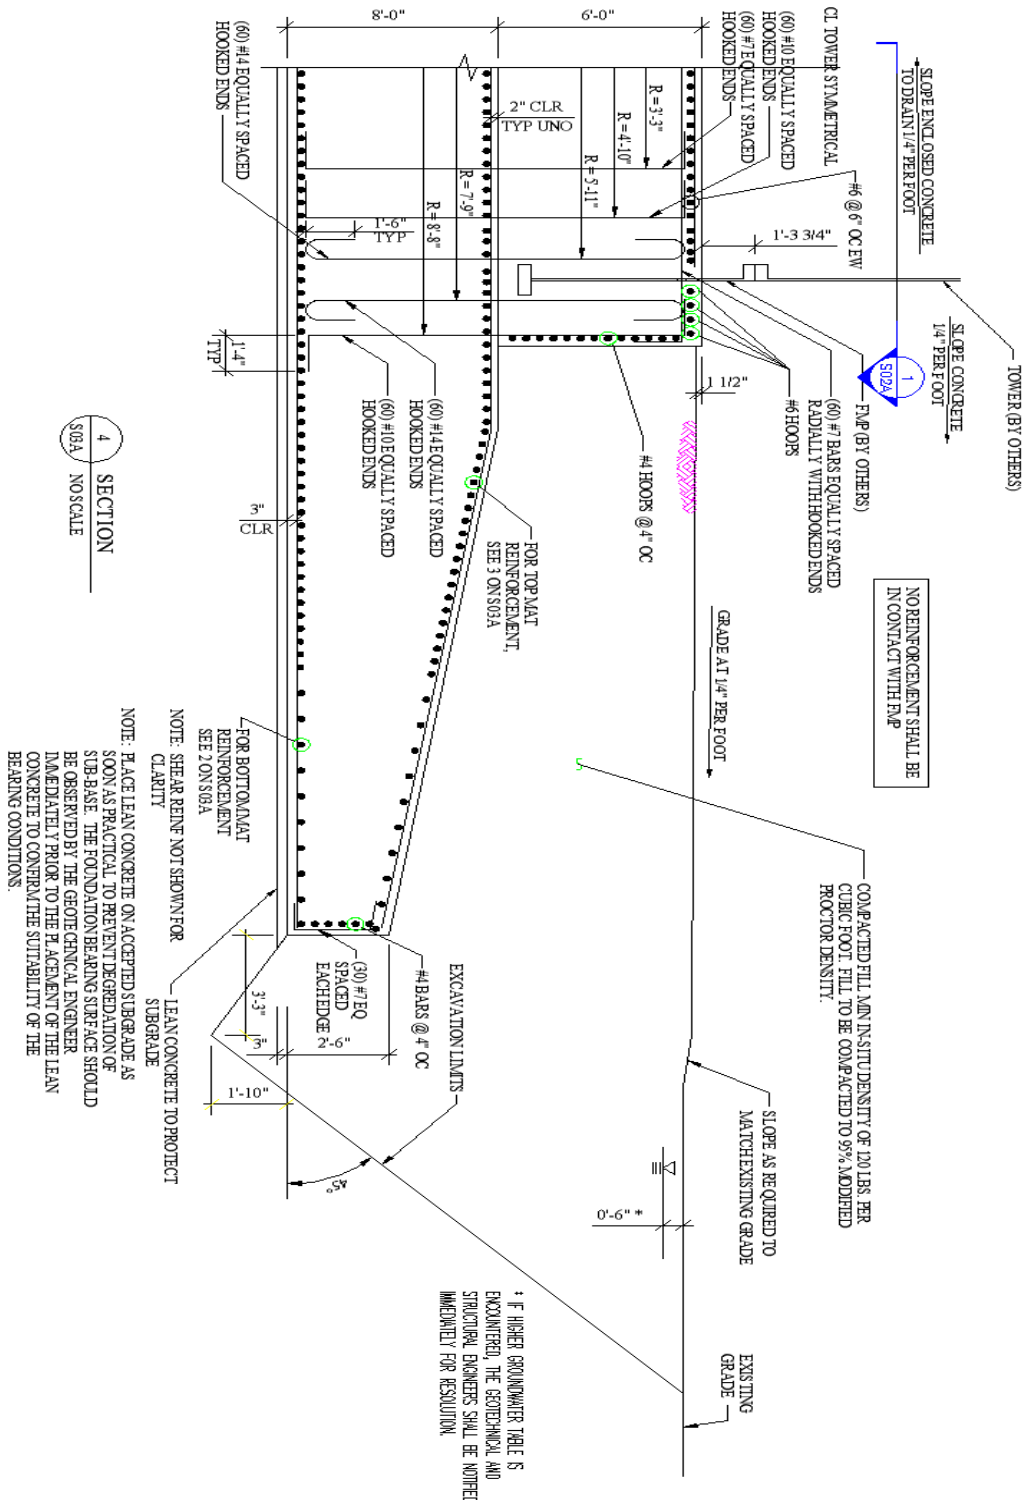 8'-0"
6'-0"
(60) #14 EQUALLY SPACED
HOOKED ENDS
(60) #10 EQUALLY SPACED
HOOKED ENDS
(60) #7 EQUALLY SPACED
HOOKED ENDS
CL TOWER SYMMETRICAL
SLOPE ENCLOSED CONCRETE
TO DRAIN 1/4" PER FOOT
#6 @ 6" OC EW
2" CLR
TYP UNO
R = 3'-3"
R = 4'-10"
R = 5'-11"
R = 7'-9"
R = 8'-8"
1'-6"
TYP
1'-3 3/4"
1'-4"
TYP
TOWER (BY OTHERS)
SLOPE CONCRETE
1/4" PER FOOT
1
S02A
FMP (BY OTHERS)
(60) #7 BARS EQUALLY SPACED
RADIALLY WITH HOOKED ENDS
#6 HOOPS
1 1/2"
#4 HOOPS @ 4" OC
(60) #14 EQUALLY SPACED
HOOKED ENDS
(60) #10 EQUALLY SPACED
HOOKED ENDS
3"
CLR
4
S03A
SECTION
NO SCALE
FOR TOP MAT
REINFORCEMENT,
SEE 3 ON S03A
NO REINFORCEMENT SHALL BE
IN CONTACT WITH FMP
GRADE AT 1/4" PER FOOT
5
COMPACTED FILL MIN IN-SITU DENSITY OF 120 LBS. PER
CUBIC FOOT. FILL TO BE COMPACTED TO 95% MODIFIED
PROCTOR DENSITY.
FOR BOTTOM MAT
REINFORCEMENT
SEE 2 ON S03A
NOTE: SHEAR REINF NOT SHOWN FOR
CLARITY
NOTE: PLACE LEAN CONCRETE ON ACCEPTED SUBGRADE AS
SOON AS PRACTICAL TO PREVENT DEGREDATION OF
SUB-BASE. THE FOUNDATION BEARING SURFACE SHOULD
BE OBSERVED BY THE GEOTECHNICAL ENGINEER
IMMEDIATELY PRIOR TO THE PLACEMENT OF THE LEAN
CONCRETE TO CONFIRM THE SUITABILITY OF THE
BEARING CONDITIONS.
LEAN CONCRETE TO PROTECT
SUBGRADE
(30) #7 EQ
SPACED
EACH EDGE
#4 BARS @ 4" OC
EXCAVATION LIMITS
3'-3"
3"
2'-6"
1'-10"
45°
SLOPE AS REQUIRED TO
MATCH EXISTING GRADE
0'-6" *
* IF HIGHER GROUNDWATER TABLE IS
ENCOUNTERED, THE GEOTECHNICAL AND
STRUCTURAL ENGINEERS SHALL BE NOTIFIED
IMMEDIATELY FOR RESOLUTION.
EXISTING
GRADE